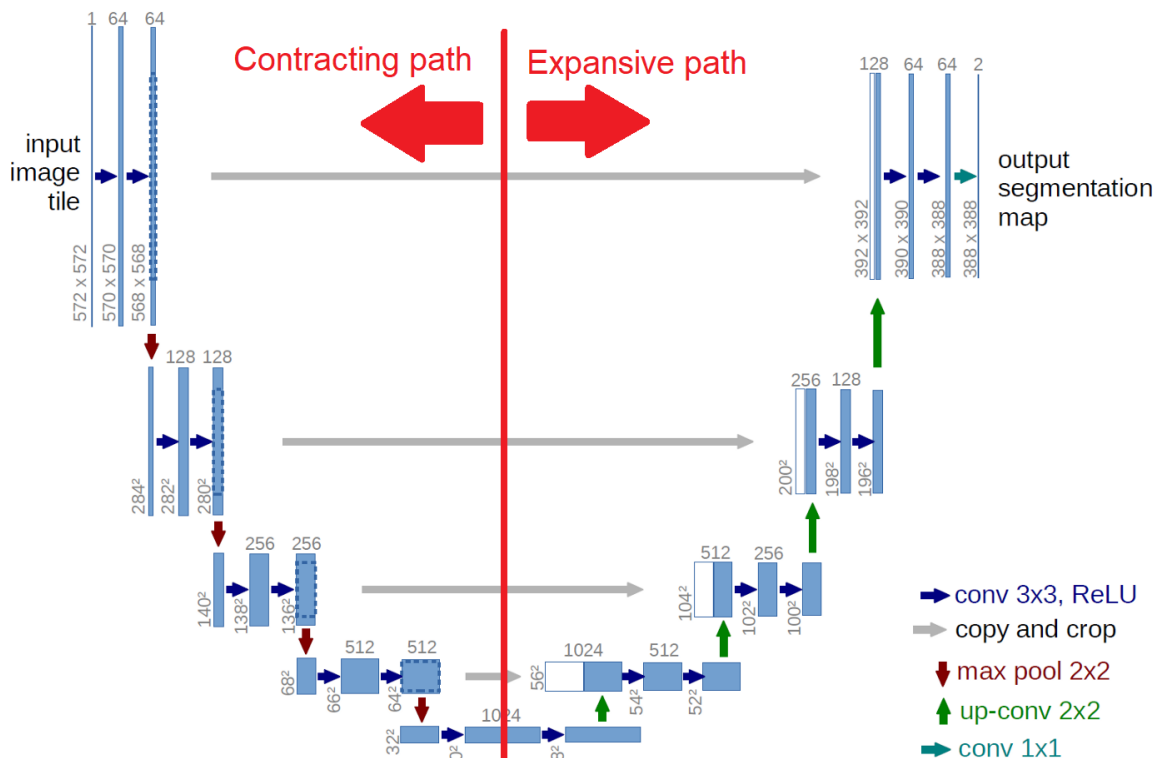 Contracting path
Expansive path
1
64
64
input
image
tile
572 x 572
570 x 570
568 x 568
128
64
64
2
output
segmentation
map
392 x 392
390 x 390
388 x 388
388 x 388
128
128
284²
282²
280²
256
128
200²
198²
196²
256
256
140²
138²
136²
512
256
104²
102²
100²
512
512
68²
66²
64²
1024
512
56²
54²
52²
1024
32²
conv 3x3, ReLU
copy and crop
max pool 2x2
up-conv 2x2
conv 1x1